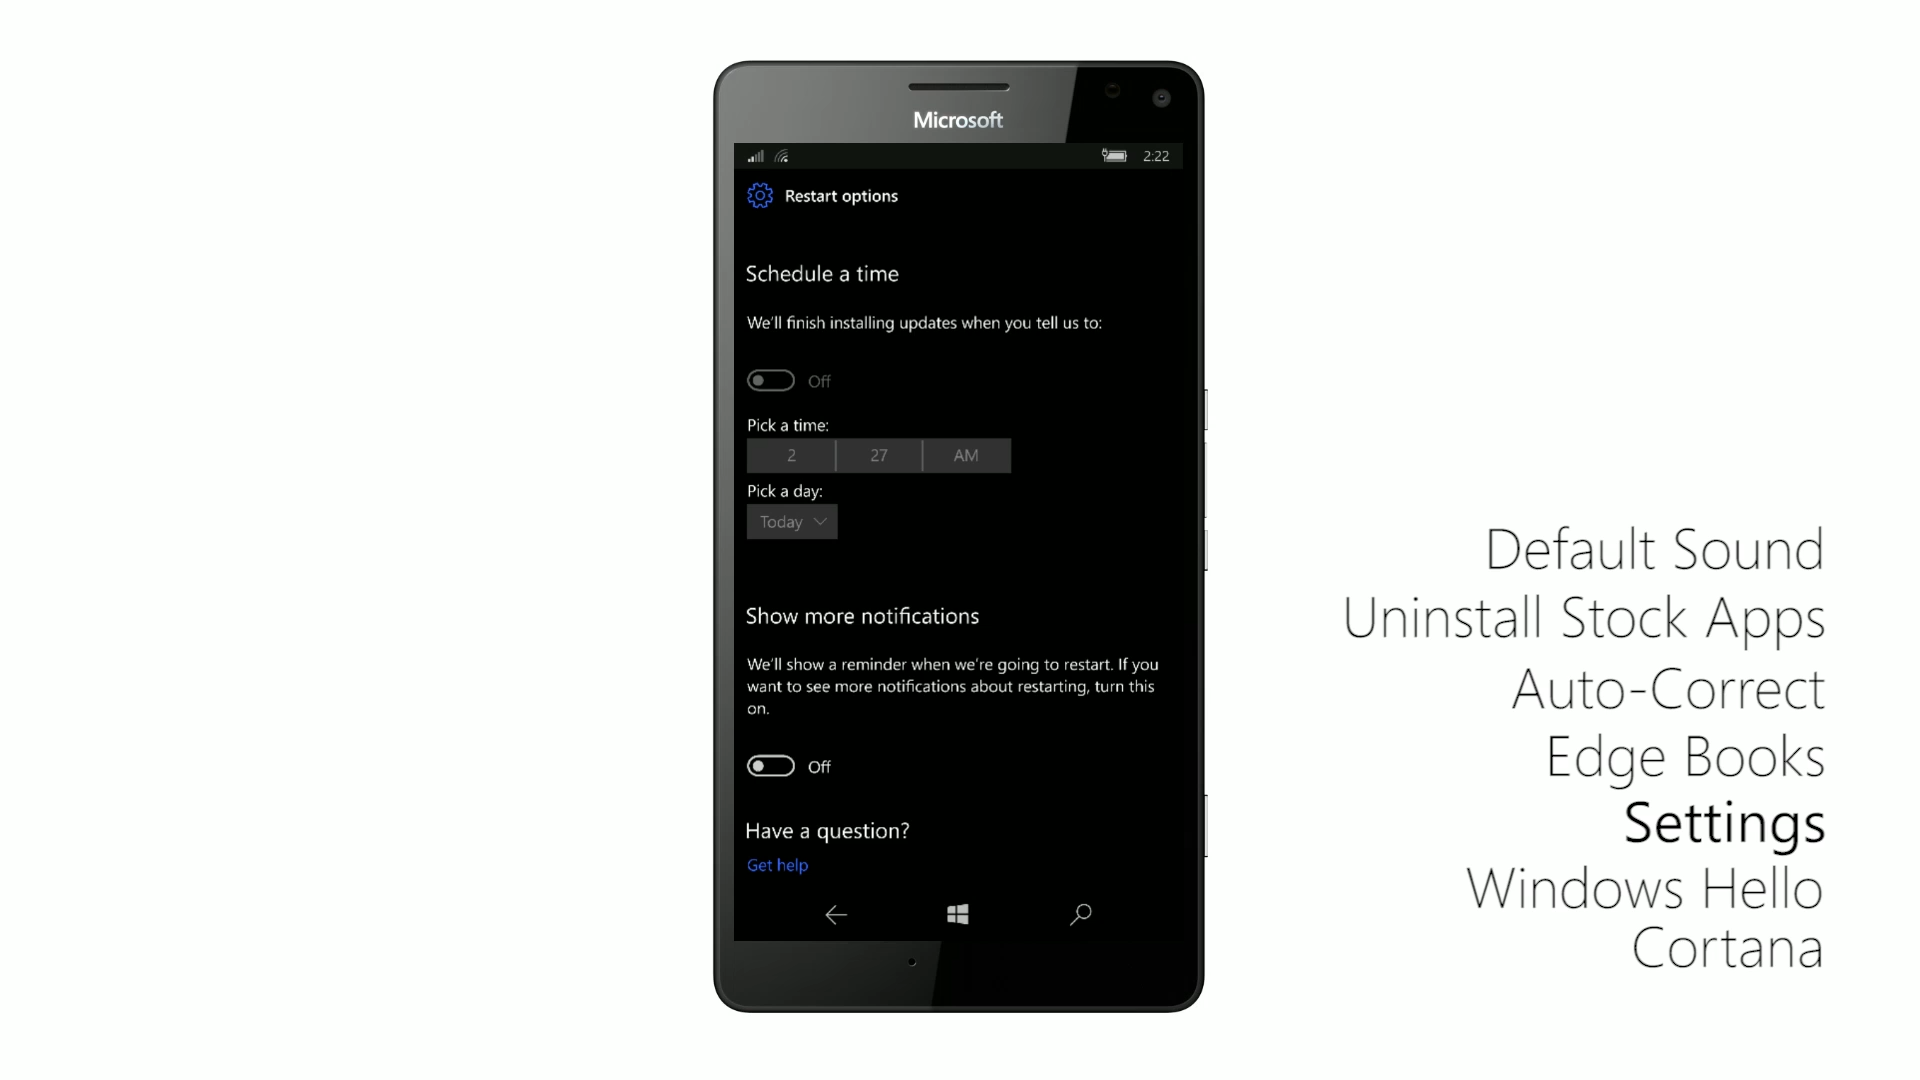 Microsoft
2:22
Restart options
Schedule a time
We'll finish installing updates when you tell us to:
Off
Pick a time:
2 27 AM
Pick a day:
Today
Show more notifications
We'll show a reminder when we're going to restart. If you
want to see more notifications about restarting, turn this
on.
Off
Have a question?
Get help
Default Sound
Uninstall Stock Apps
Auto-Correct
Edge Books
Settings
Windows Hello
Cortana